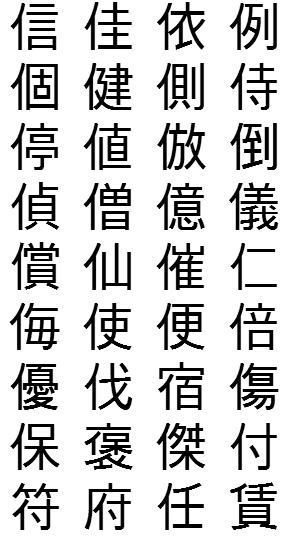 信 佳 依 例
個 健 側 侍
停 値 倣 倒
偵 僧 億 儀
償 仙 催 仁
侮 使 便 倍
優 伐 宿 傷
保 褒 傑 付
符 府 任 賃